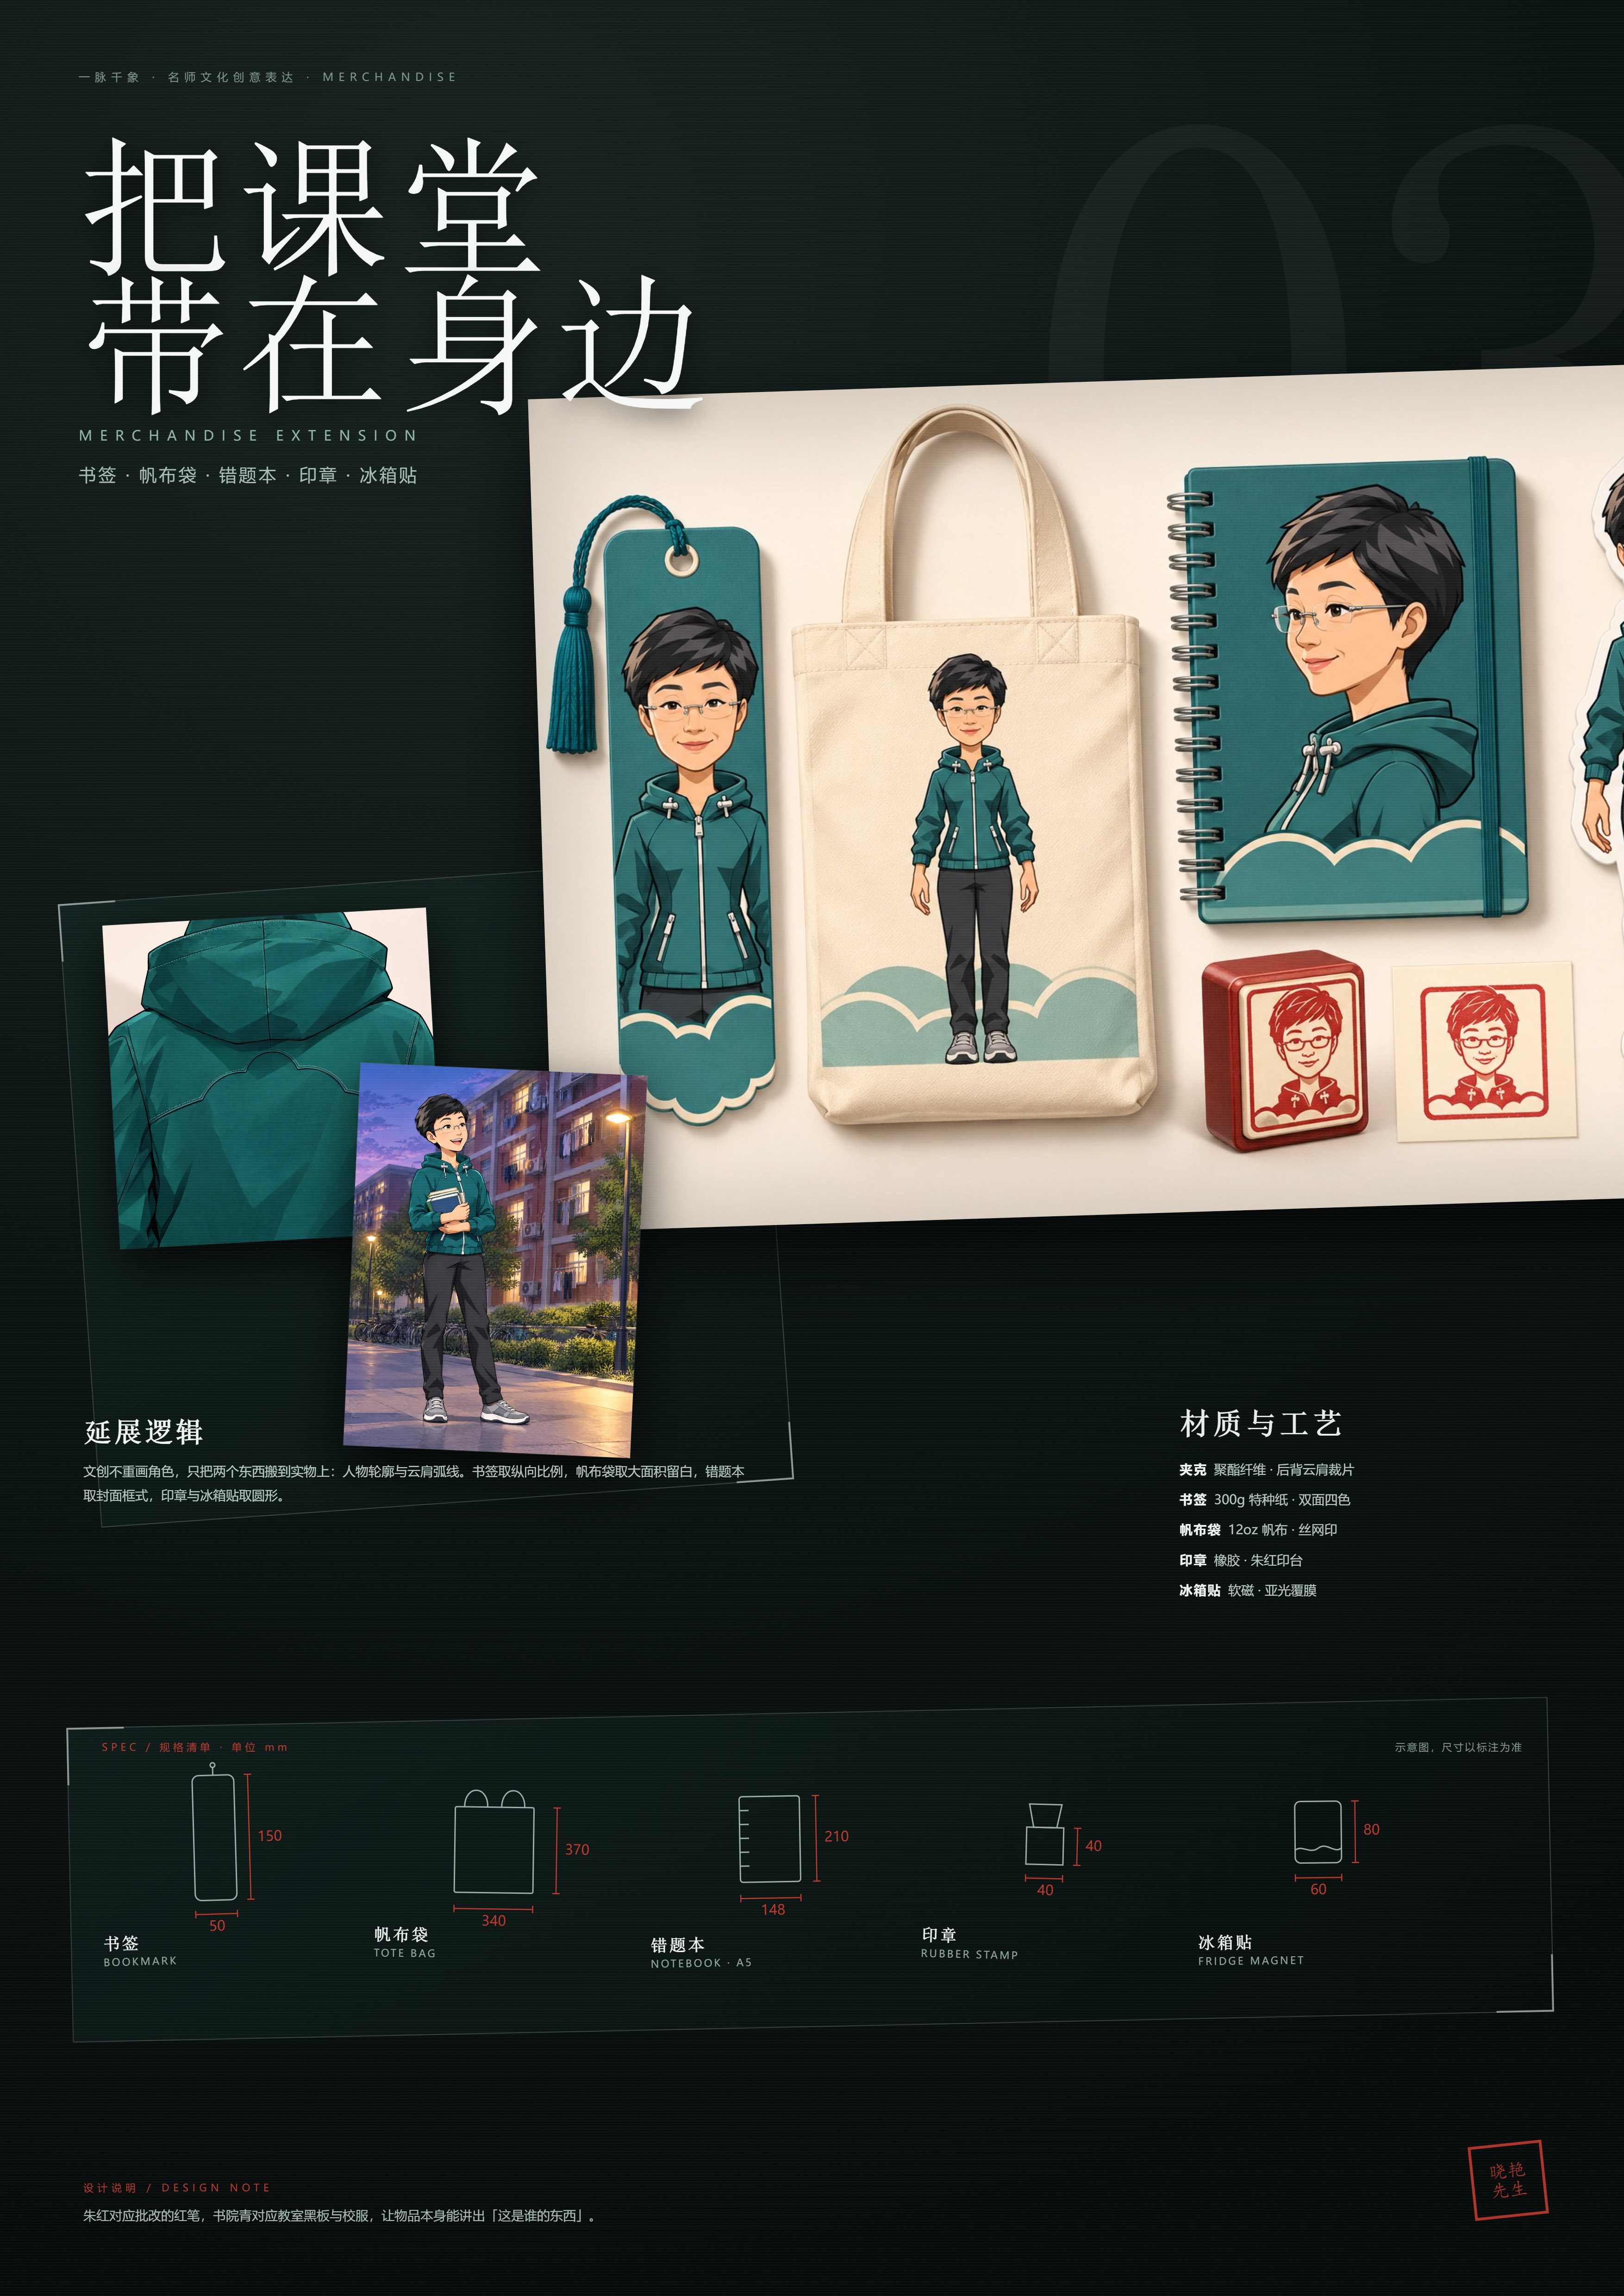 一脉千象 · 名师文化创意表达 · MERCHANDISE
03
把课堂
带在身边
MERCHANDISE EXTENSION
书签 · 帆布袋 · 错题本 · 印章 · 冰箱贴
延展逻辑
文创不重画角色，只把两个东西搬到实物上：人物轮廓与云肩弧线。书签取纵向比例，帆布袋取大面积留白，错题本
取封面框式，印章与冰箱贴取圆形。
材质与工艺
夹克 聚酯纤维 · 后背云肩裁片
书签 300g 特种纸 · 双面四色
帆布袋 12oz 帆布 · 丝网印
印章 橡胶 · 朱红印台
冰箱贴 软磁 · 亚光覆膜
SPEC / 规格清单 · 单位 mm
示意图，尺寸以标注为准
150
50
书签
BOOKMARK
370
340
帆布袋
TOTE BAG
210
148
错题本
NOTEBOOK · A5
40
40
印章
RUBBER STAMP
80
60
冰箱贴
FRIDGE MAGNET
设计说明 / DESIGN NOTE
朱红对应批改的红笔，书院青对应教室黑板与校服，让物品本身能讲出「这是谁的东西」。
晓艳
先生